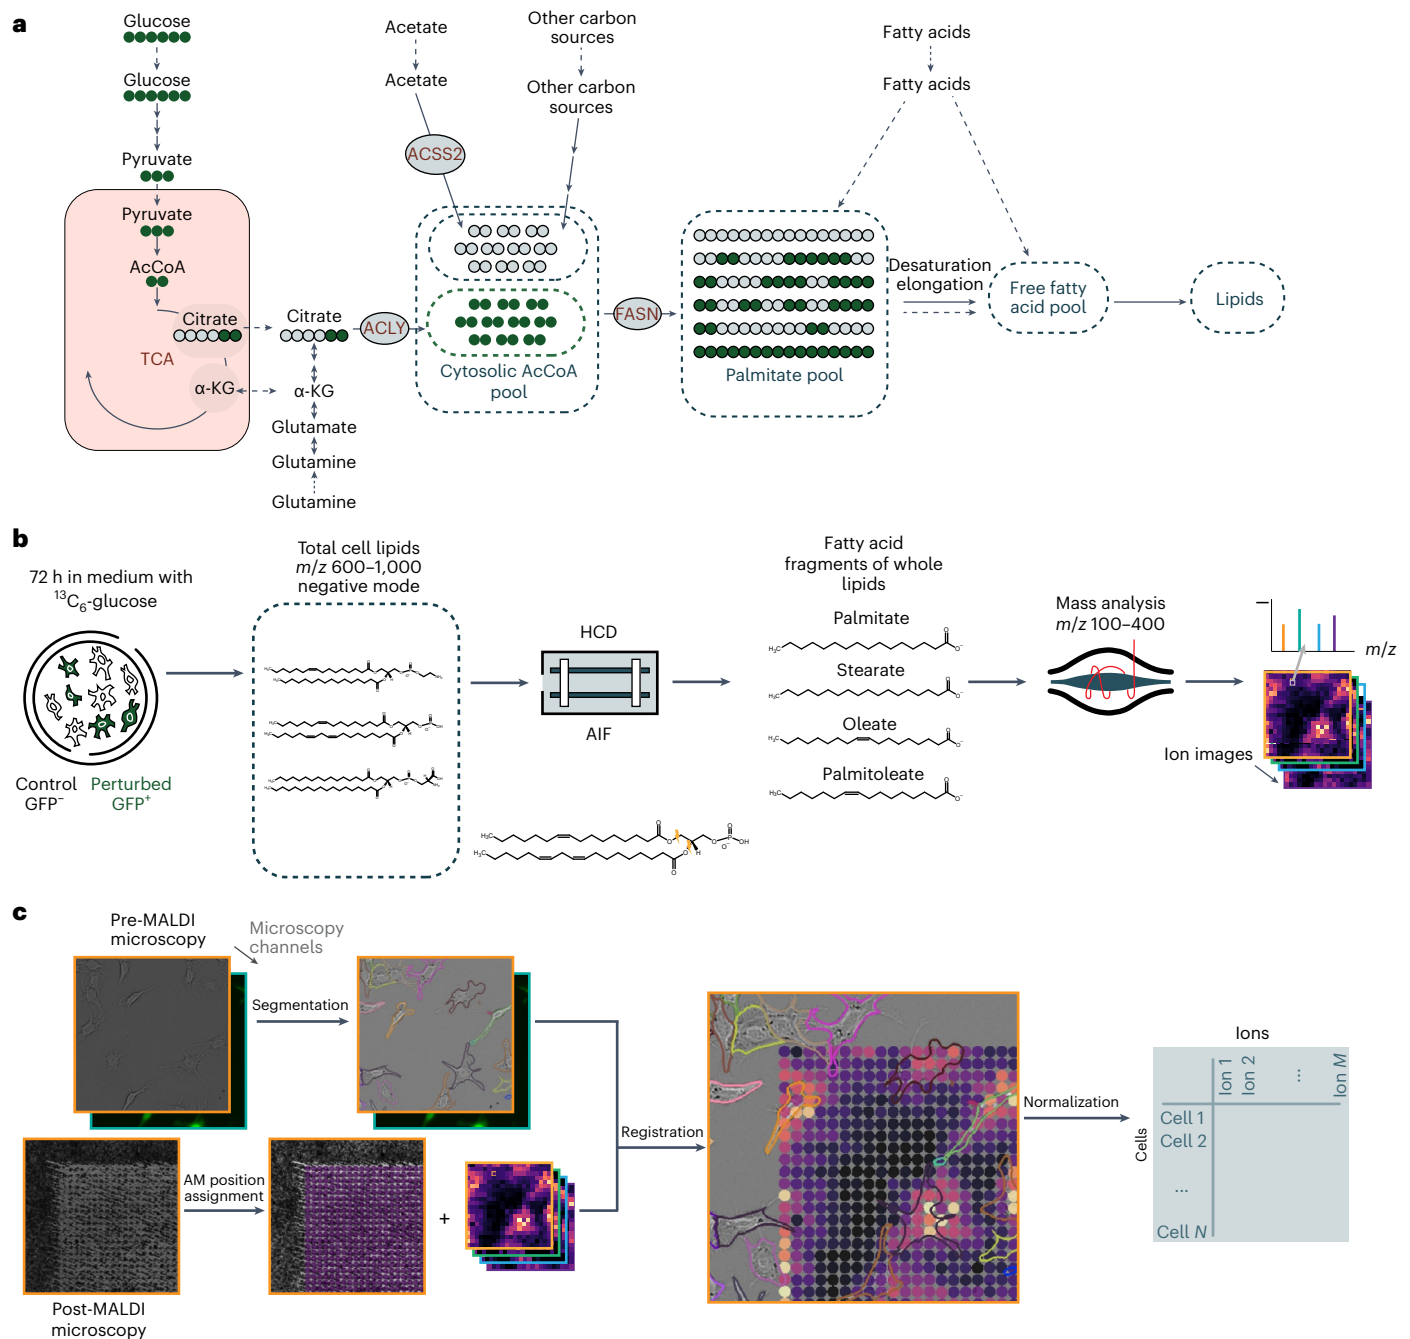 a
Glucose
Glucose
Pyruvate
Pyruvate
AcCoA
Citrate
TCA
α-KG
Citrate
α-KG
Glutamate
Glutamine
Glutamine
ACLY
Acetate
Acetate
ACSS2
Other carbon
sources
Other carbon
sources
Cytosolic AcCoA
pool
FASN
Palmitate pool
Fatty acids
Fatty acids
Desaturation
elongation
Free fatty
acid pool
Lipids
b
72 h in medium with
¹³C₆-glucose
Control
GFP⁻
Perturbed
GFP⁺
Total cell lipids
m/z 600–1,000
negative mode
HCD
AIF
Fatty acid
fragments of whole
lipids
Palmitate
Stearate
Oleate
Palmitoleate
Mass analysis
m/z 100–400
m/z
Ion images
c
Pre-MALDI
microscopy
Microscopy
channels
Segmentation
AM position
assignment
+
Post-MALDI
microscopy
Registration
Normalization
Ions
Ion 1
Ion 2
...
Ion M
Cells
Cell 1
Cell 2
...
Cell N